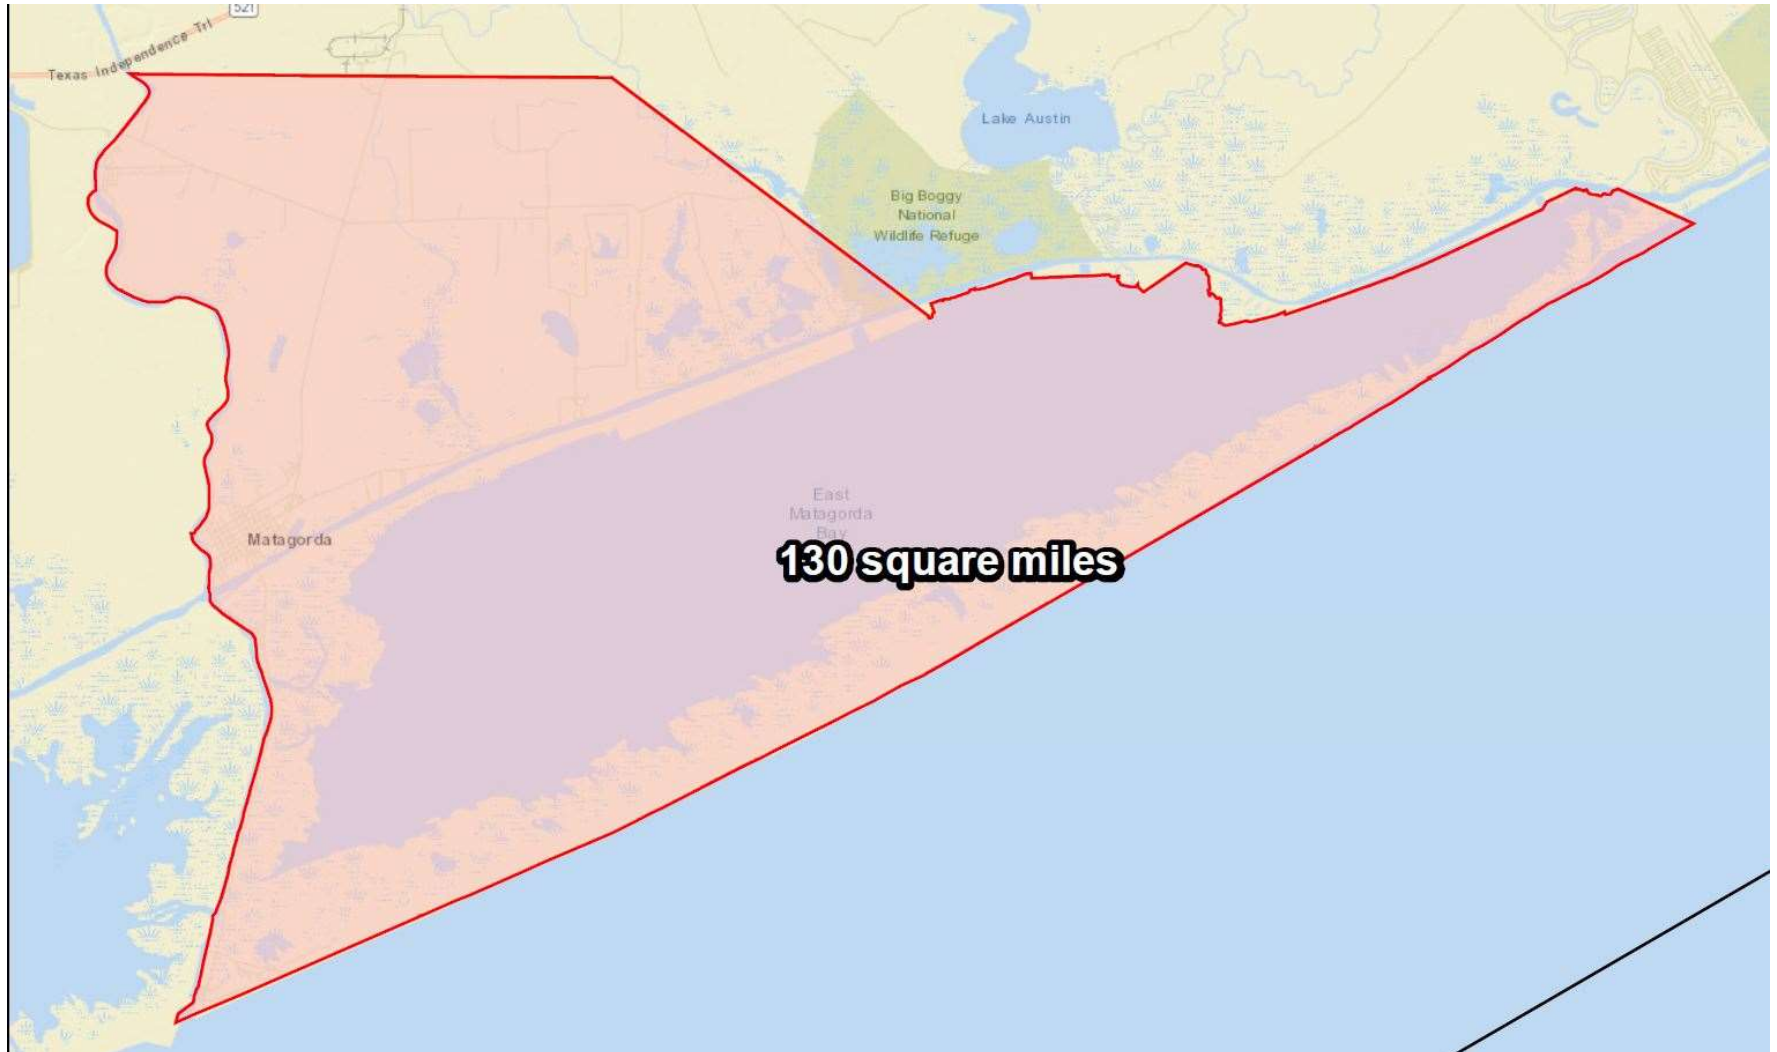 521
Texas Independence Trl
Lake Austin
Big Boggy
National
Wildlife Refuge
East
Matagorda
Bay
Matagorda
130 square miles